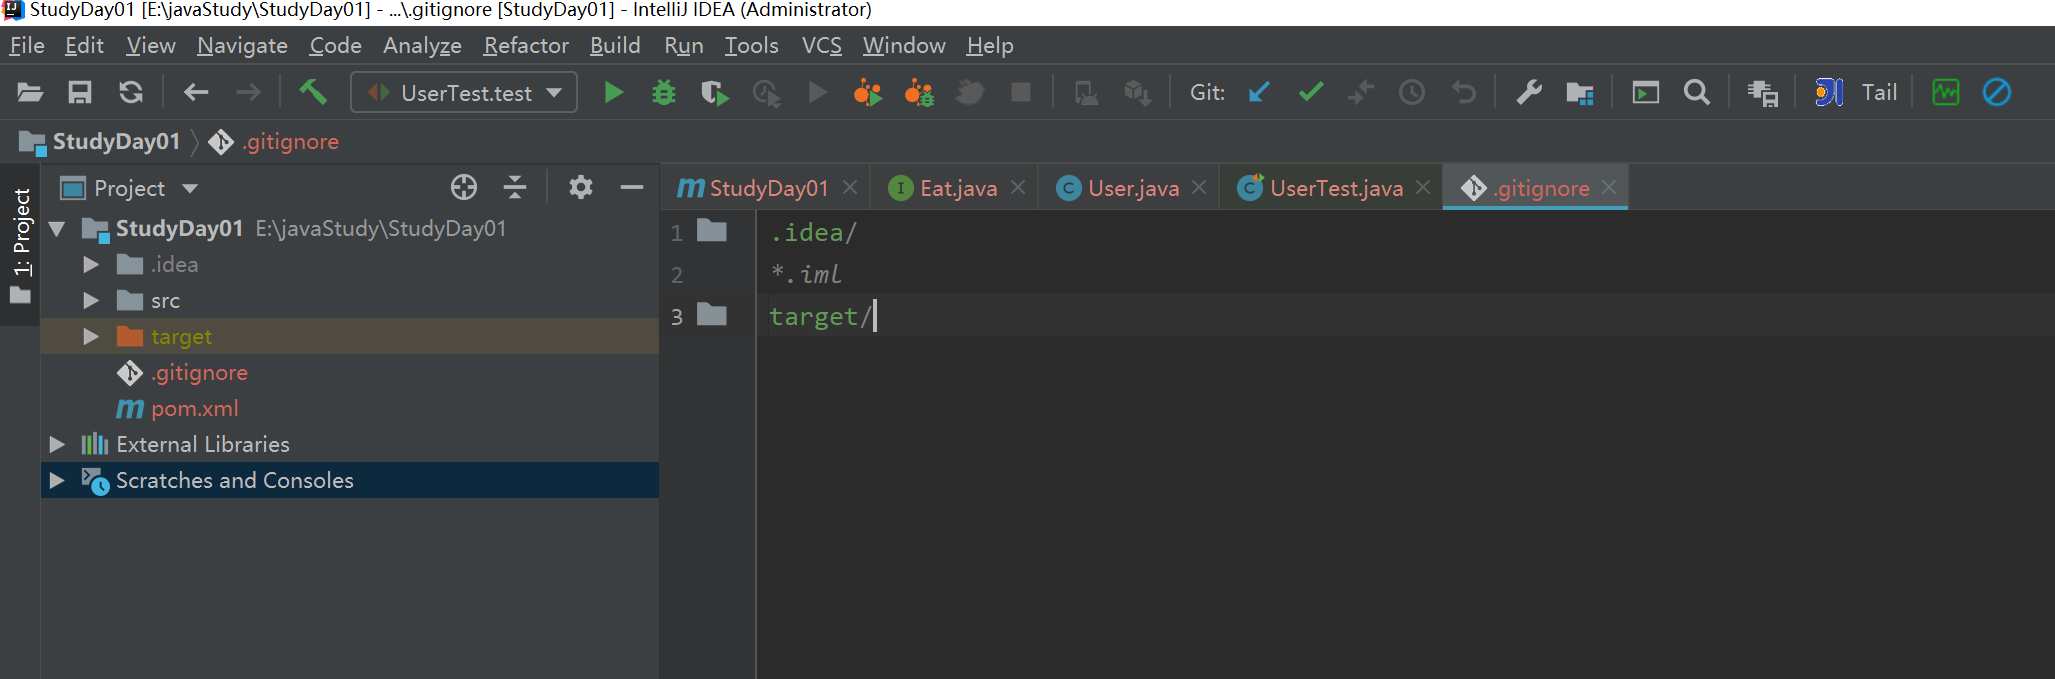 StudyDay01 [E:\javaStudy\StudyDay01] - ...\.gitignore [StudyDay01] - IntelliJ IDEA (Administrator)
File Edit View Navigate Code Analyze Refactor Build Run Tools VCS Window Help
UserTest.test Git: Tail
StudyDay01 .gitignore
1: Project
Project
StudyDay01 E:\javaStudy\StudyDay01
.idea
src
target
.gitignore
pom.xml
External Libraries
Scratches and Consoles
StudyDay01 Eat.java User.java UserTest.java .gitignore
1 .idea/
2 *.iml
3 target/